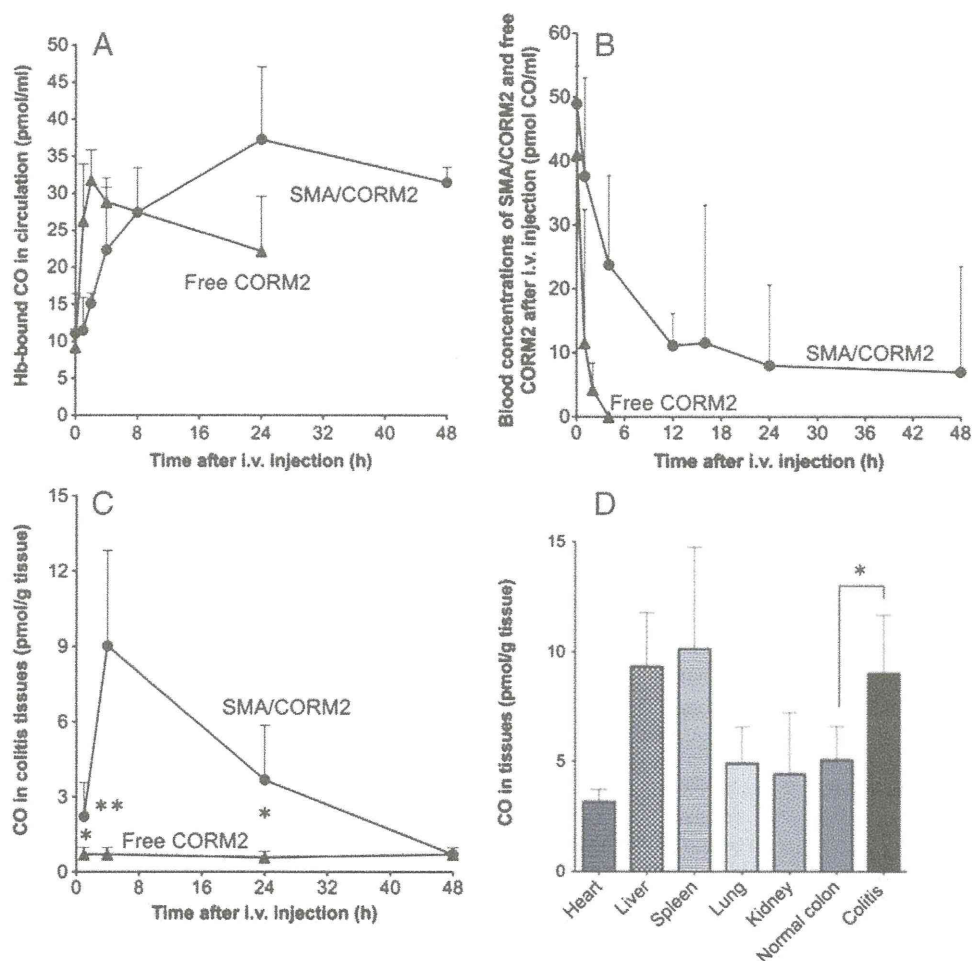 A
Hb-bound CO in circulation (pmol/ml)
50
45
40
35
30
25
20
15
10
5
0
SMA/CORM2
Free CORM2
0 8 16 24 32 40 48
Time after i.v. injection (h)
B
Blood concentrations of SMA/CORM2 and free
CORM2 after i.v. injection (pmol CO/ml)
60
50
40
30
20
10
0
SMA/CORM2
Free CORM2
0 6 12 18 24 30 36 42 48
Time after i.v. injection (h)
C
CO in colitis tissues (pmol/g tissue)
15
12
9
6
3
0
SMA/CORM2
**
*
*
Free CORM2
0 8 16 24 32 40 48
Time after i.v. injection (h)
D
CO in tissues (pmol/g tissue)
15
10
5
0
*
Heart
Liver
Spleen
Lung
Kidney
Normal colon
Colitis